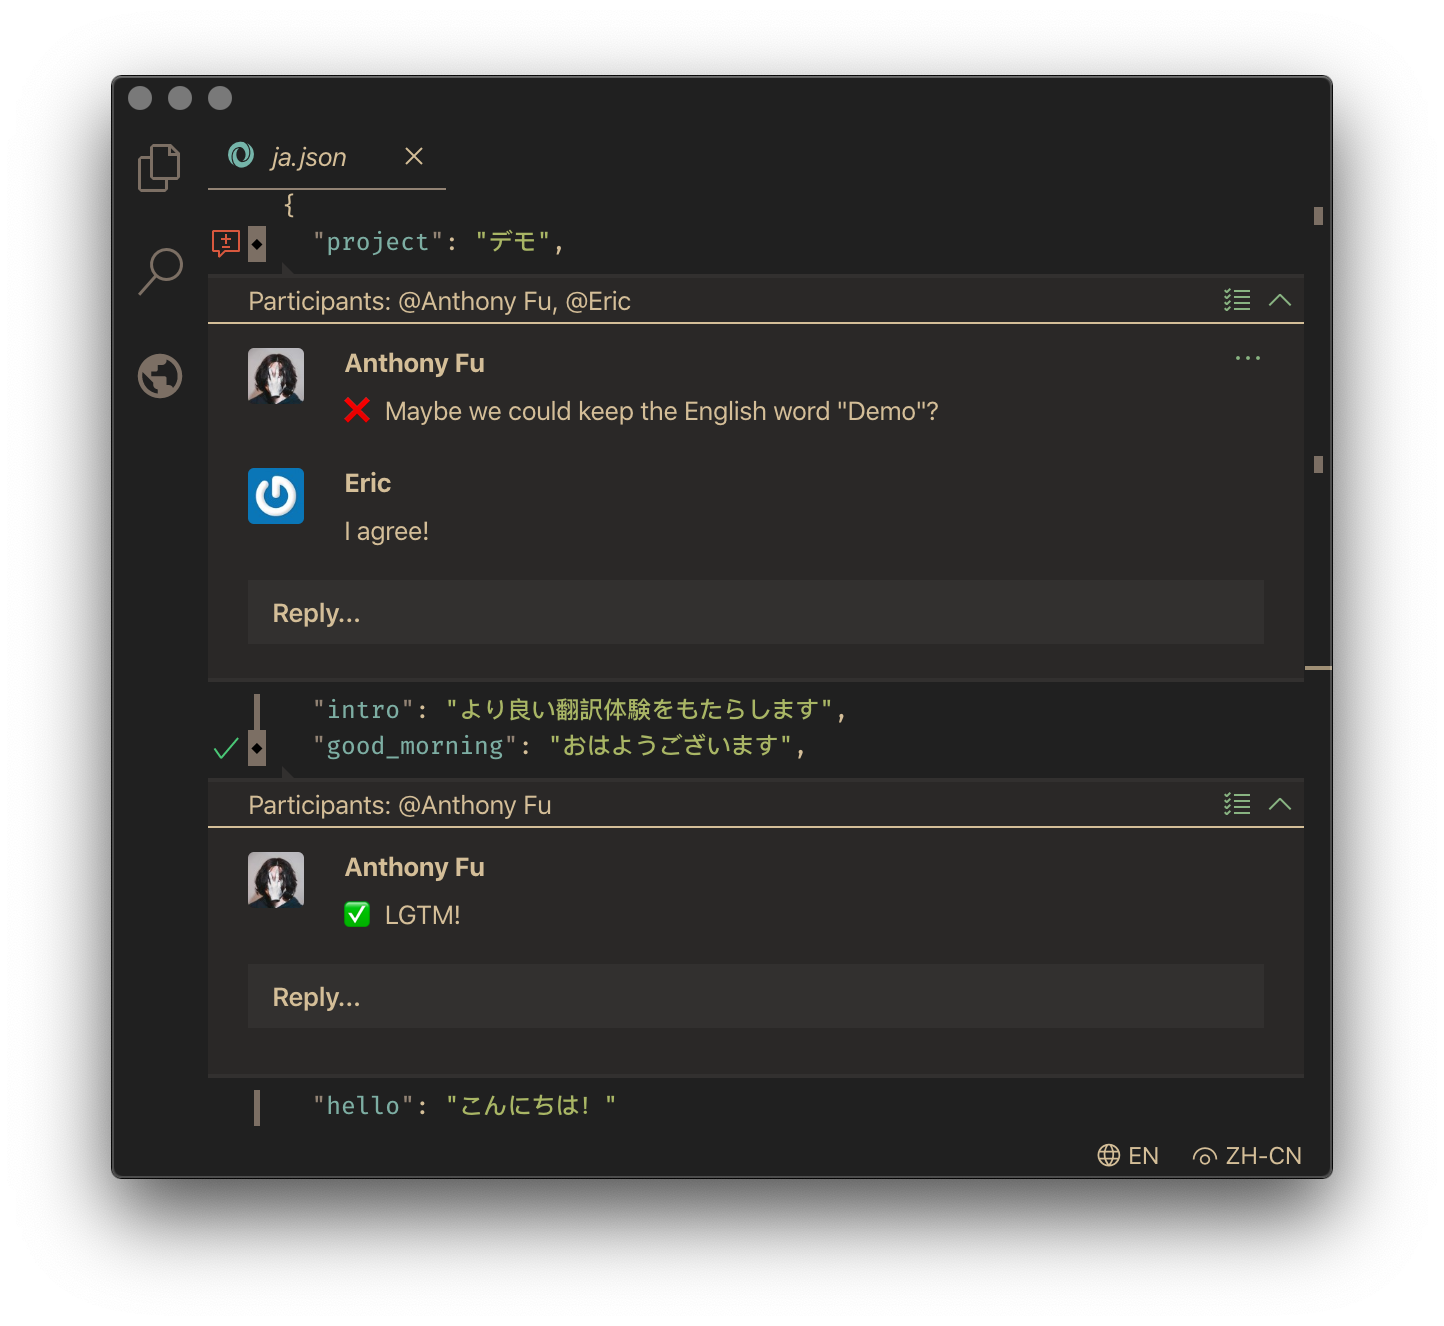 ja.json
{
"project": "デモ",
Participants: @Anthony Fu, @Eric
Anthony Fu
❌ Maybe we could keep the English word "Demo"?
Eric
I agree!
Reply...
"intro": "より良い翻訳体験をもたらします",
"good_morning": "おはようございます",
Participants: @Anthony Fu
Anthony Fu
✅ LGTM!
Reply...
"hello": "こんにちは！"
EN ZH-CN